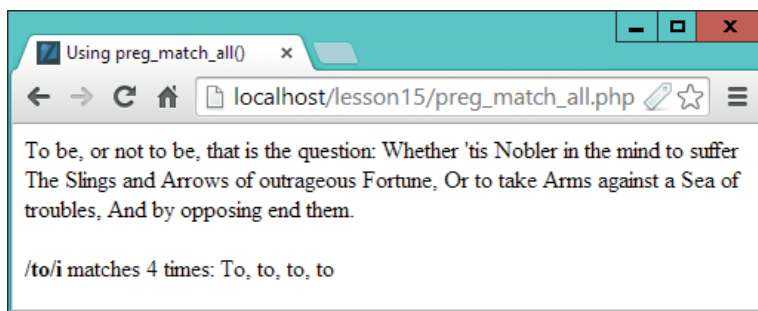 Using preg_match_all()
localhost/lesson15/preg_match_all.php
To be, or not to be, that is the question: Whether 'tis Nobler in the mind to suffer
The Slings and Arrows of outrageous Fortune, Or to take Arms against a Sea of
troubles, And by opposing end them.
/to/i matches 4 times: To, to, to, to